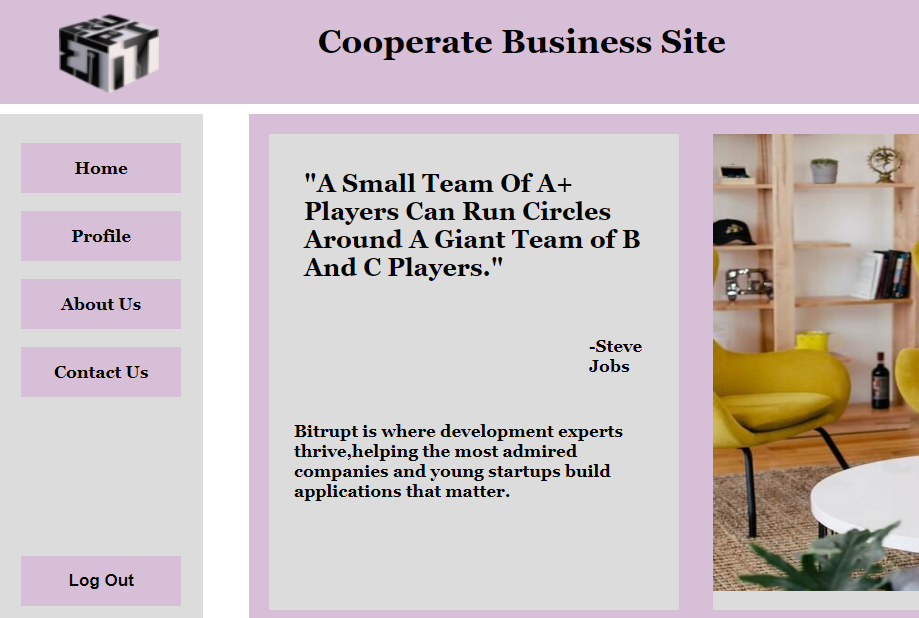 Cooperate Business Site
Home
Profile
About Us
Contact Us
Log Out
"A Small Team Of A+
Players Can Run Circles
Around A Giant Team of B
And C Players."
-Steve
Jobs
Bitrupt is where development experts
thrive,helping the most admired
companies and young startups build
applications that matter.